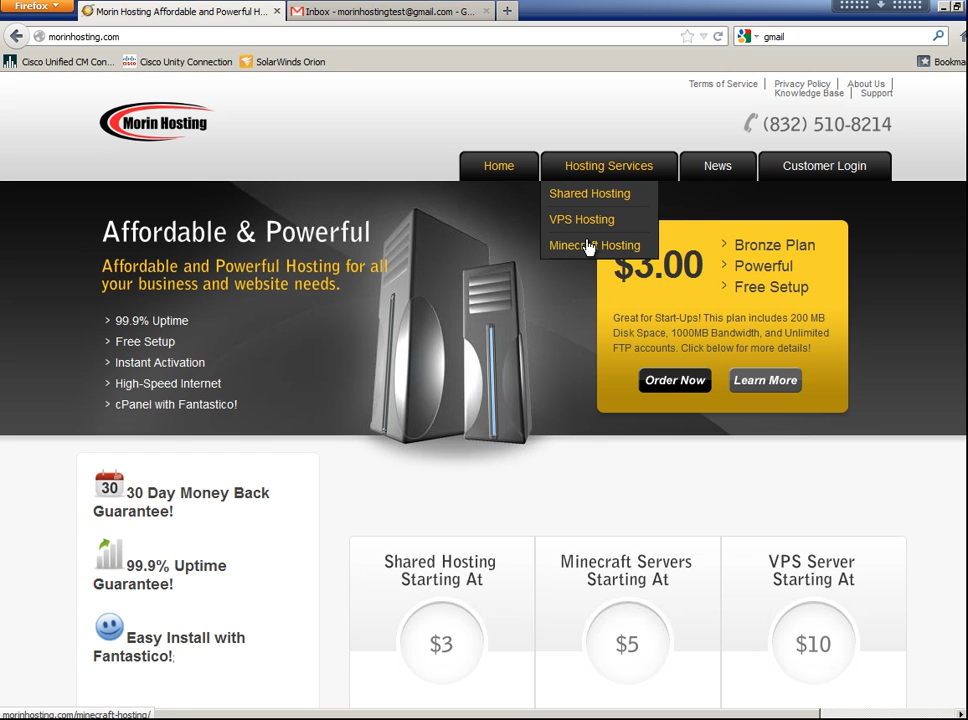 Firefox
Morin Hosting Affordable and Powerful H...
Inbox - morinhostingtest@gmail.com - G...
morinhosting.com
gmail
Cisco Unified CM Con...
Cisco Unity Connection
SolarWinds Orion
Bookma
Terms of Service
Privacy Policy
About Us
Knowledge Base
Support
Morin Hosting
(832) 510-8214
Home
Hosting Services
News
Customer Login
Shared Hosting
VPS Hosting
Minecraft Hosting
Affordable & Powerful
Affordable and Powerful Hosting for all
your business and website needs.
99.9% Uptime
Free Setup
Instant Activation
High-Speed Internet
cPanel with Fantastico!
$3.00
Bronze Plan
Powerful
Free Setup
Great for Start-Ups! This plan includes 200 MB
Disk Space, 1000MB Bandwidth, and Unlimited
FTP accounts. Click below for more details!
Order Now
Learn More
30
30 Day Money Back
Guarantee!
99.9% Uptime
Guarantee!
Easy Install with
Fantastico!;
Shared Hosting
Starting At
$3
Minecraft Servers
Starting At
$5
VPS Server
Starting At
$10
morinhosting.com/minecraft-hosting/